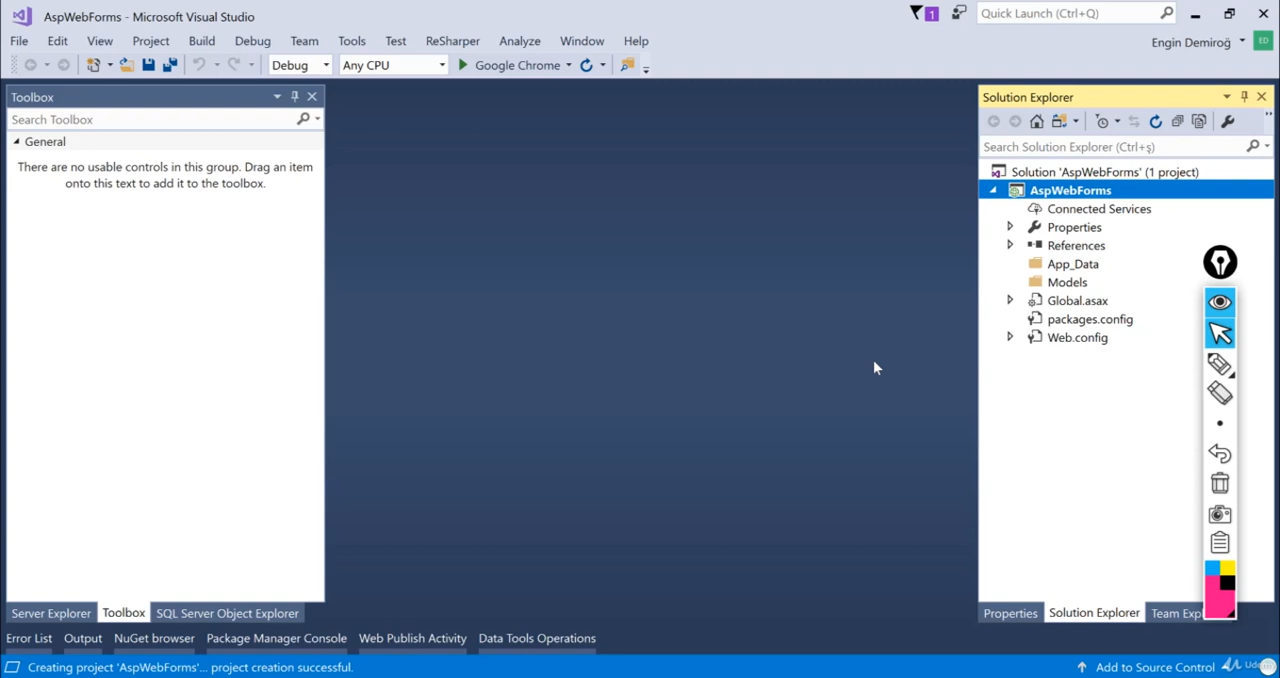 AspWebForms - Microsoft Visual Studio
1
Quick Launch (Ctrl+Q)
File Edit View Project Build Debug Team Tools Test ReSharper Analyze Window Help
Engin Demiroğ
ED
Debug
Any CPU
Google Chrome
Toolbox
Search Toolbox
General
There are no usable controls in this group. Drag an item
onto this text to add it to the toolbox.
Solution Explorer
Search Solution Explorer (Ctrl+ş)
Solution 'AspWebForms' (1 project)
AspWebForms
Connected Services
Properties
References
App_Data
Models
Global.asax
packages.config
Web.config
Server Explorer Toolbox SQL Server Object Explorer
Properties Solution Explorer Team Exp
Error List Output NuGet browser Package Manager Console Web Publish Activity Data Tools Operations
Creating project 'AspWebForms'... project creation successful.
Add to Source Control